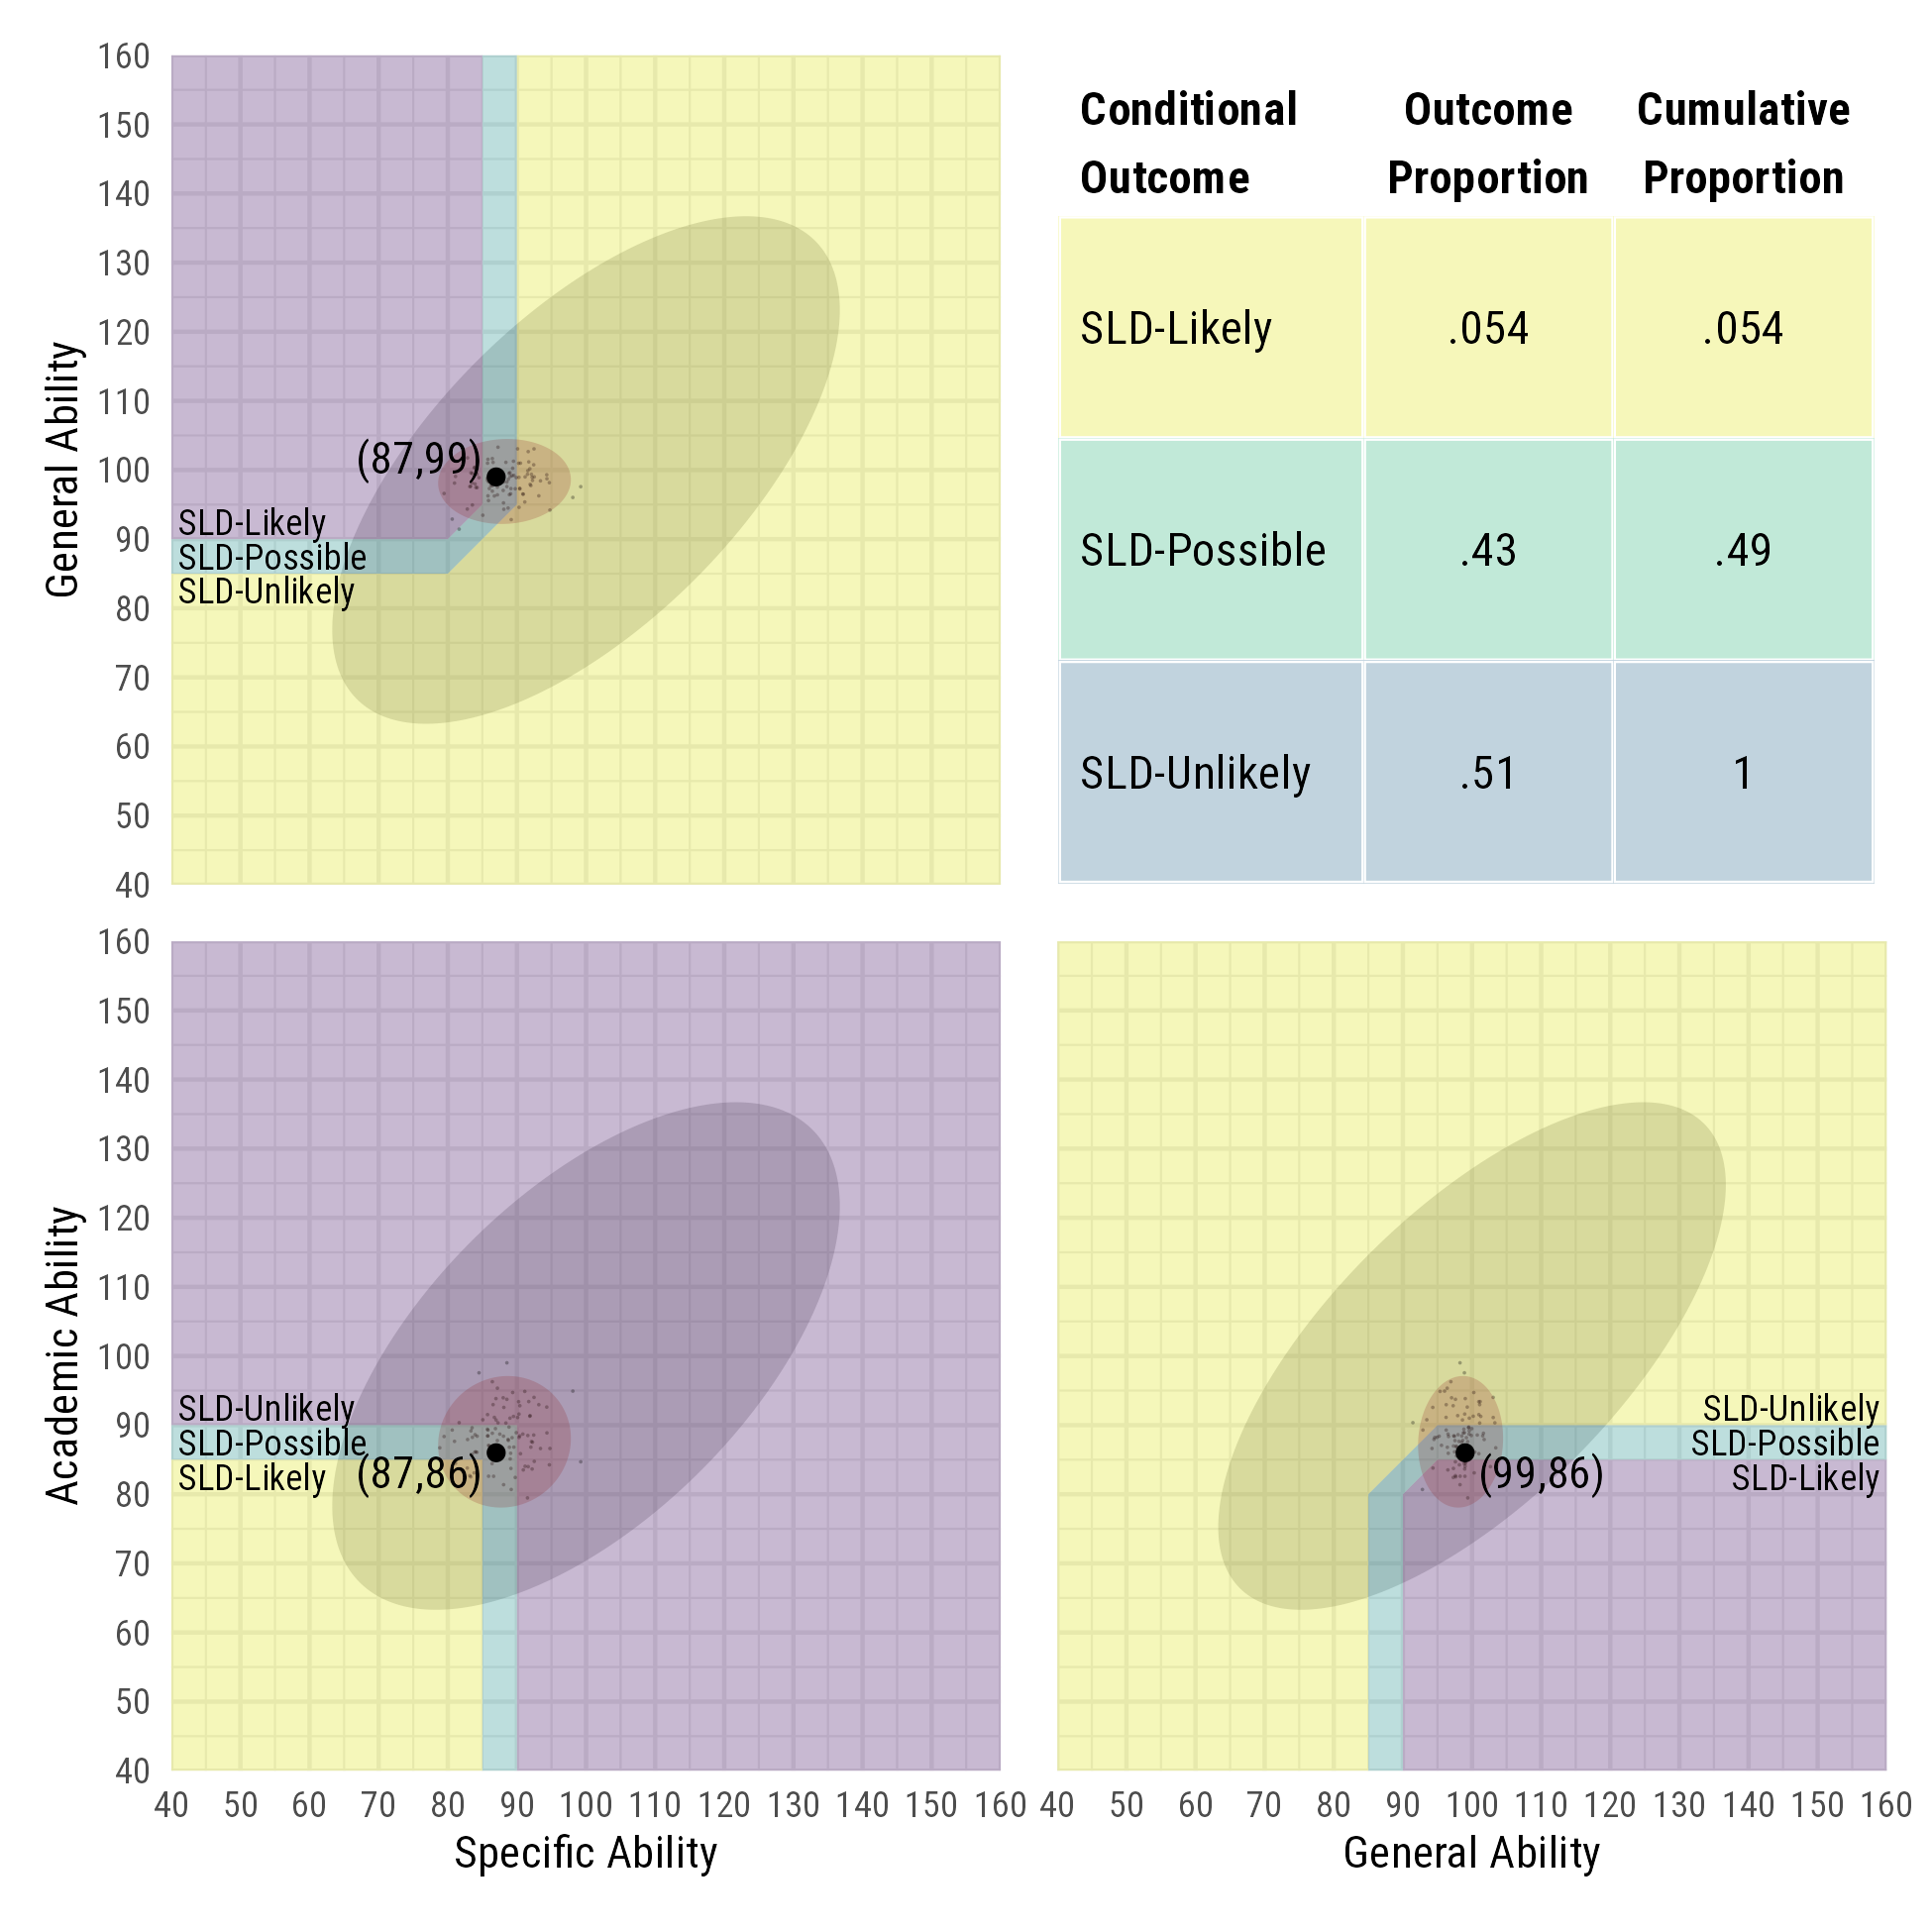 160
150
140
130
120
110
100
90
80
70
60
50
40
General Ability
(87,99)
SLD-Likely
SLD-Possible
SLD-Unlikely
Conditional Outcome Cumulative
Outcome Proportion Proportion
SLD-Likely .054 .054
SLD-Possible .43 .49
SLD-Unlikely .51 1
160
150
140
130
120
110
100
90
80
70
60
50
40
Academic Ability
SLD-Unlikely
SLD-Possible
SLD-Likely
(87,86)
40 50 60 70 80 90 100 110 120 130 140 150 160
Specific Ability
SLD-Unlikely
SLD-Possible
SLD-Likely
(99,86)
40 50 60 70 80 90 100 110 120 130 140 150 160
General Ability